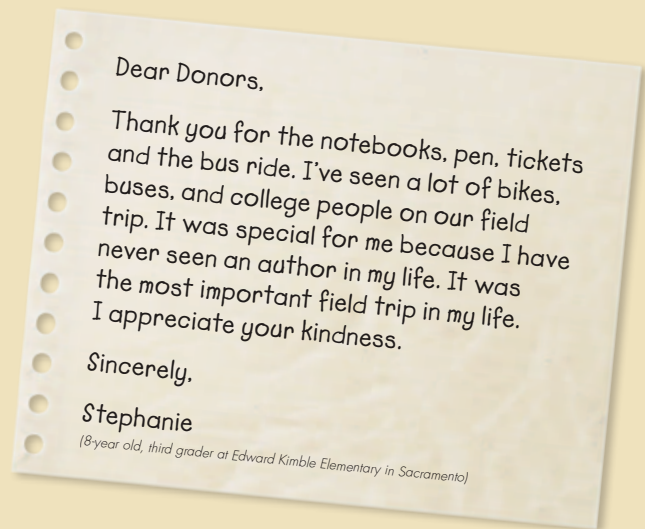 Dear Donors,
Thank you for the notebooks, pen, tickets
and the bus ride. I've seen a lot of bikes,
buses, and college people on our field
trip. It was special for me because I have
never seen an author in my life. It was
the most important field trip in my life.
I appreciate your kindness.
Sincerely,
Stephanie
(8-year old, third grader at Edward Kimble Elementary in Sacramento)